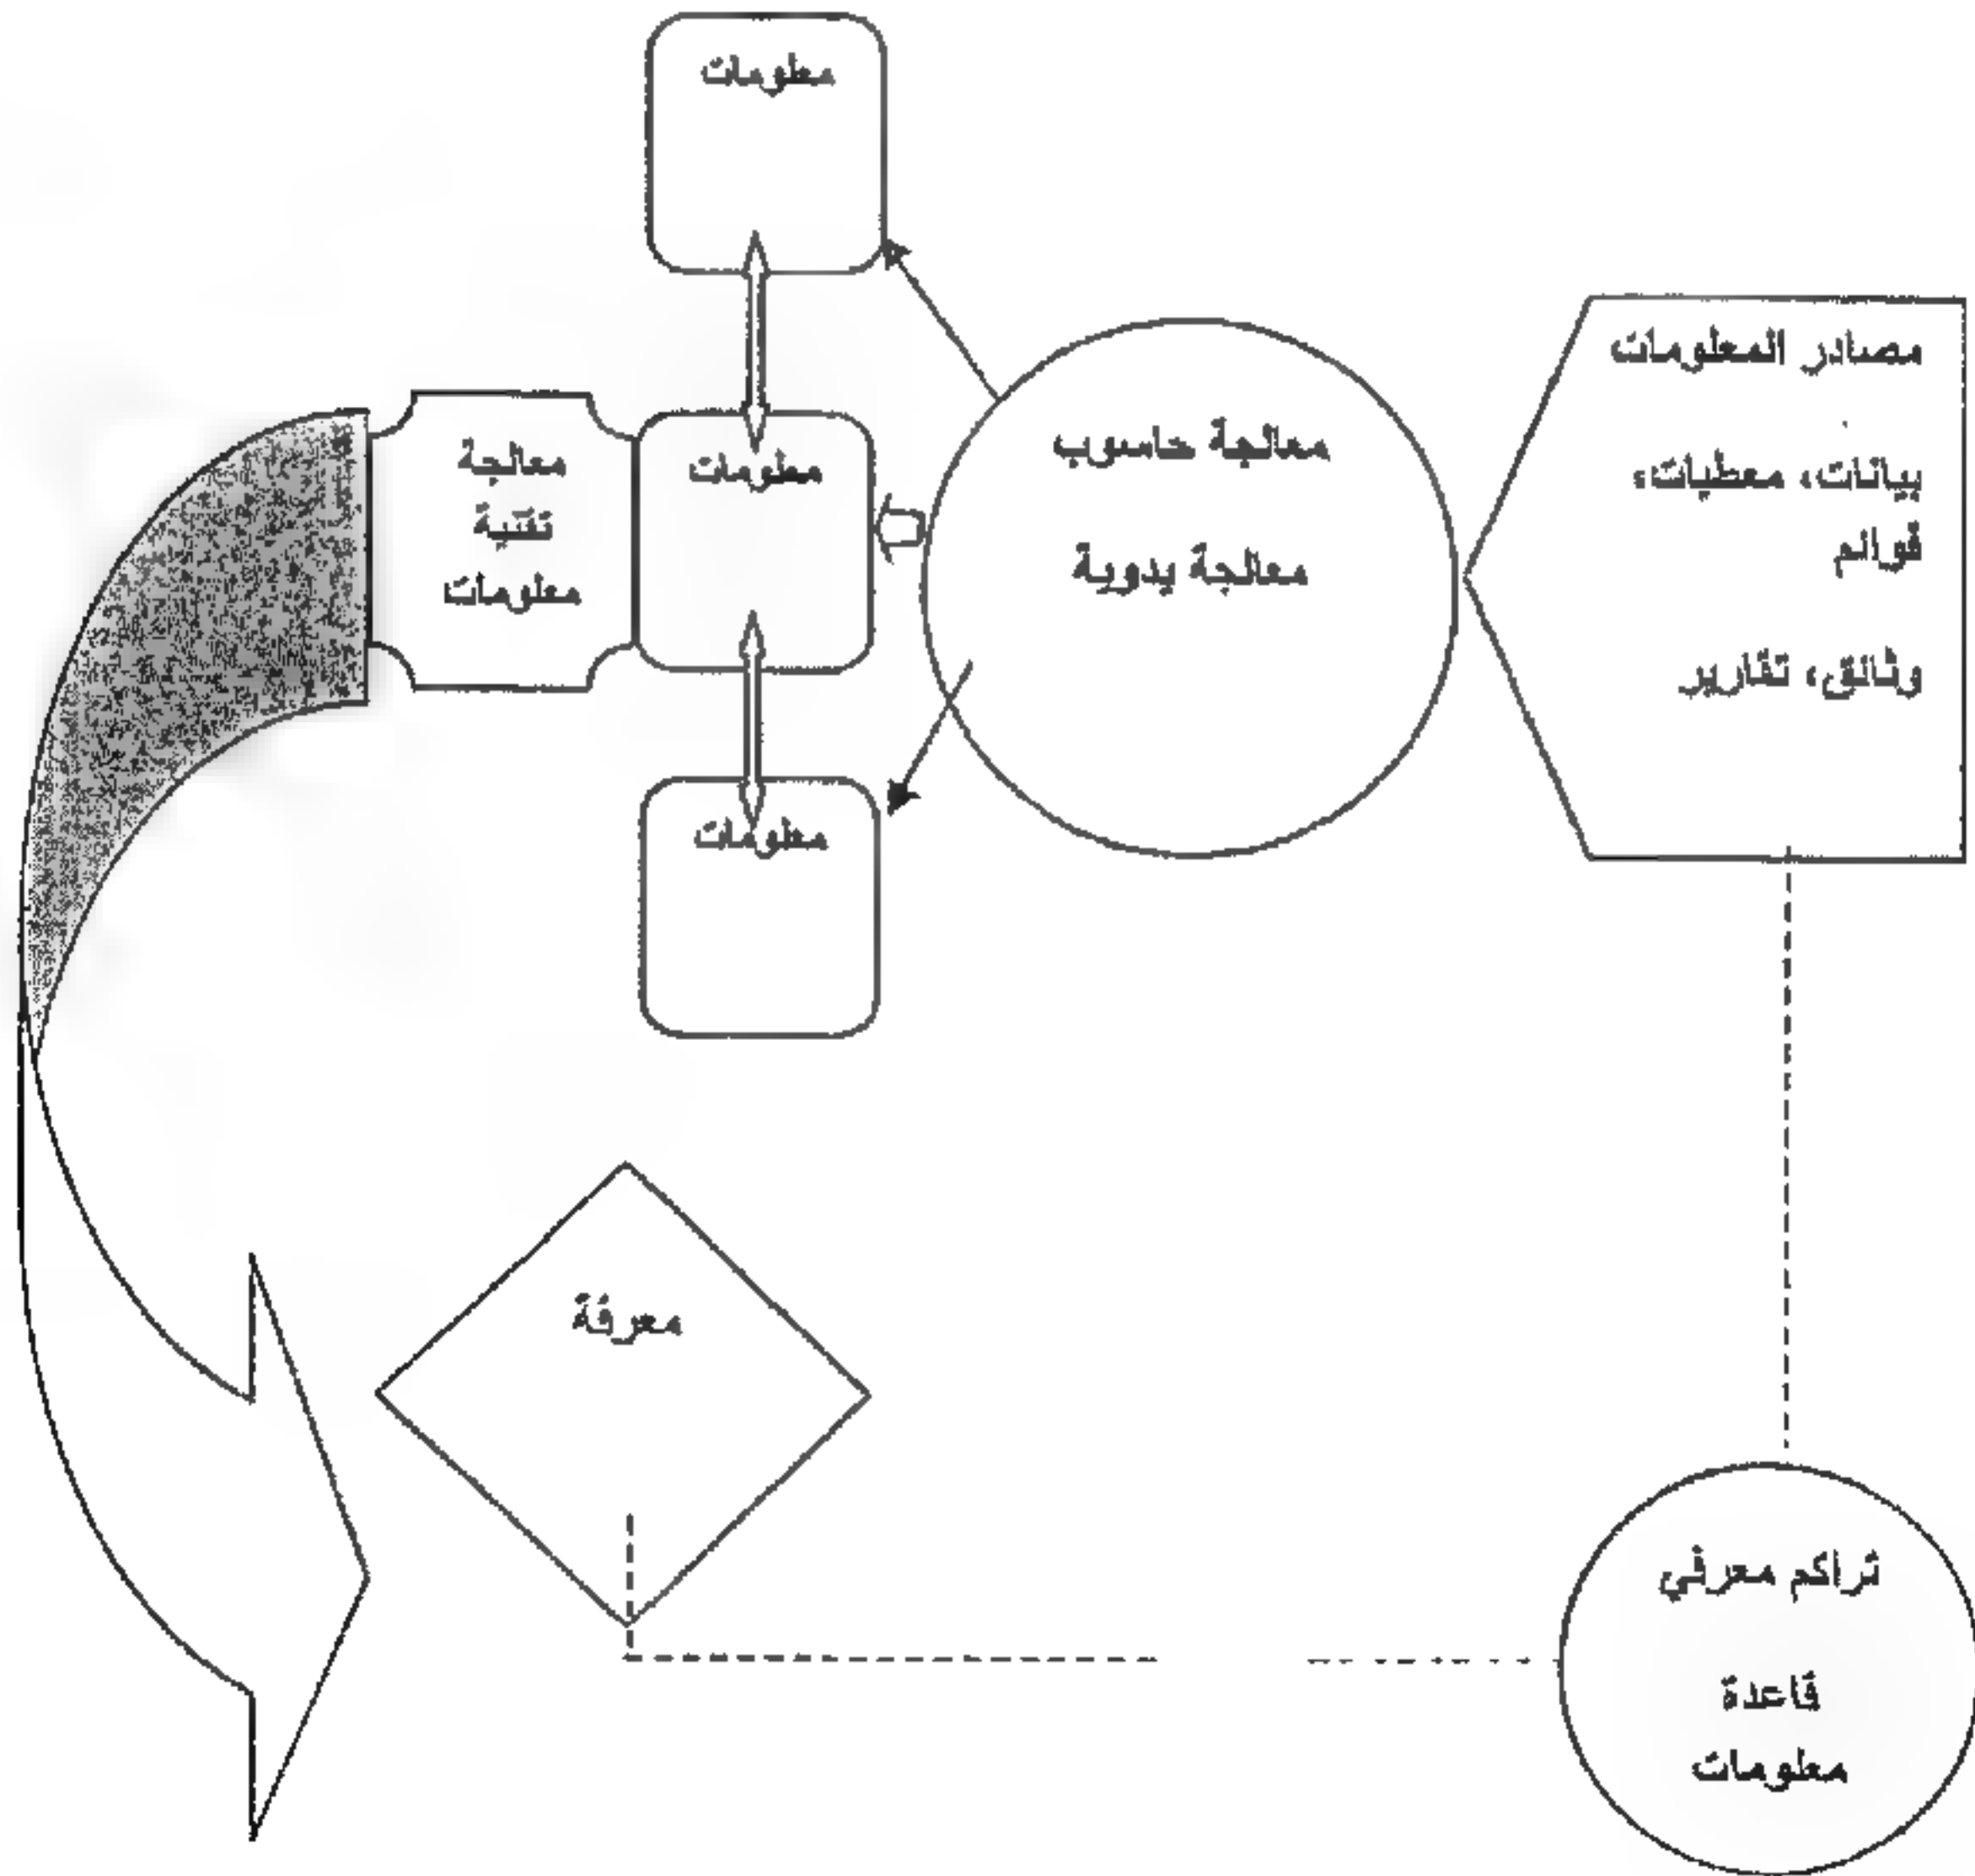 مصادر المعلومات
بيانات، معطيات،
قوائم
وثائق، تقارير
معالجة حاسوب
معالجة يدوية
معلومات
معلومات
معلومات
معالجة
تقنية
معلومات
معرفة
تراكم معرفي
قاعدة
معلومات